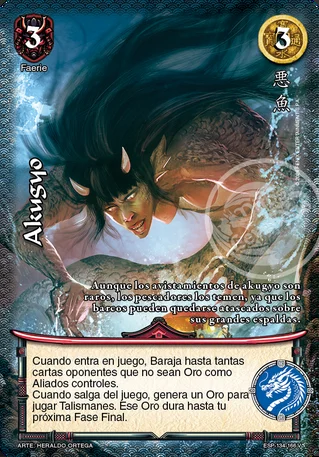 3
3
Faerie
悪
魚
Akugyo
Aunque los avistamientos de akugyo son
raros, los pescadores los temen, ya que los
barcos pueden quedarse atascados sobre
sus grandes espaldas.
Cuando entra en juego, Baraja hasta tantas
cartas oponentes que no sean Oro como
Aliados controles.
Cuando salga del juego, genera un Oro para
jugar Talismanes. Ese Oro dura hasta tu
próxima Fase Final.
ARTE: HERALDO ORTEGA